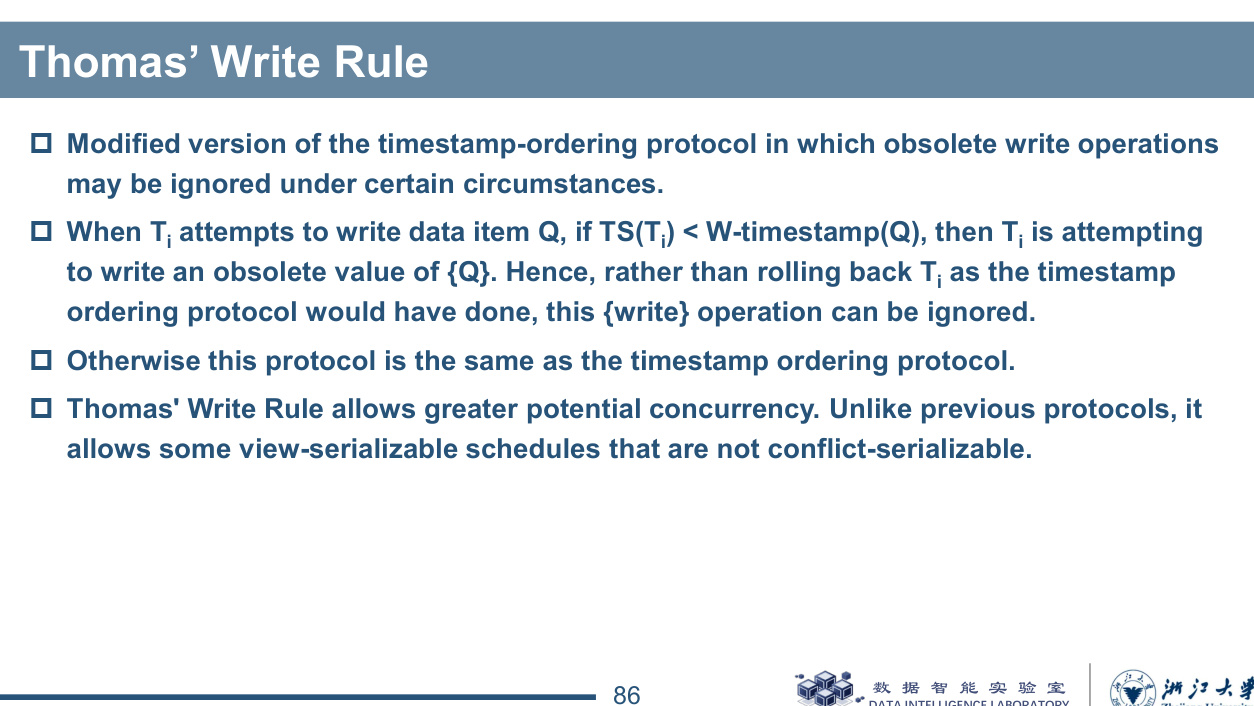 Thomas’ Write Rule
Modified version of the timestamp-ordering protocol in which obsolete write operations
may be ignored under certain circumstances.
When Ti attempts to write data item Q, if TS(Ti) < W-timestamp(Q), then Ti is attempting
to write an obsolete value of {Q}. Hence, rather than rolling back Ti as the timestamp
ordering protocol would have done, this {write} operation can be ignored.
Otherwise this protocol is the same as the timestamp ordering protocol.
Thomas' Write Rule allows greater potential concurrency. Unlike previous protocols, it
allows some view-serializable schedules that are not conflict-serializable.
86
数据智能实验室
DATA INTELLIGENCE LABORATORY
浙江大学